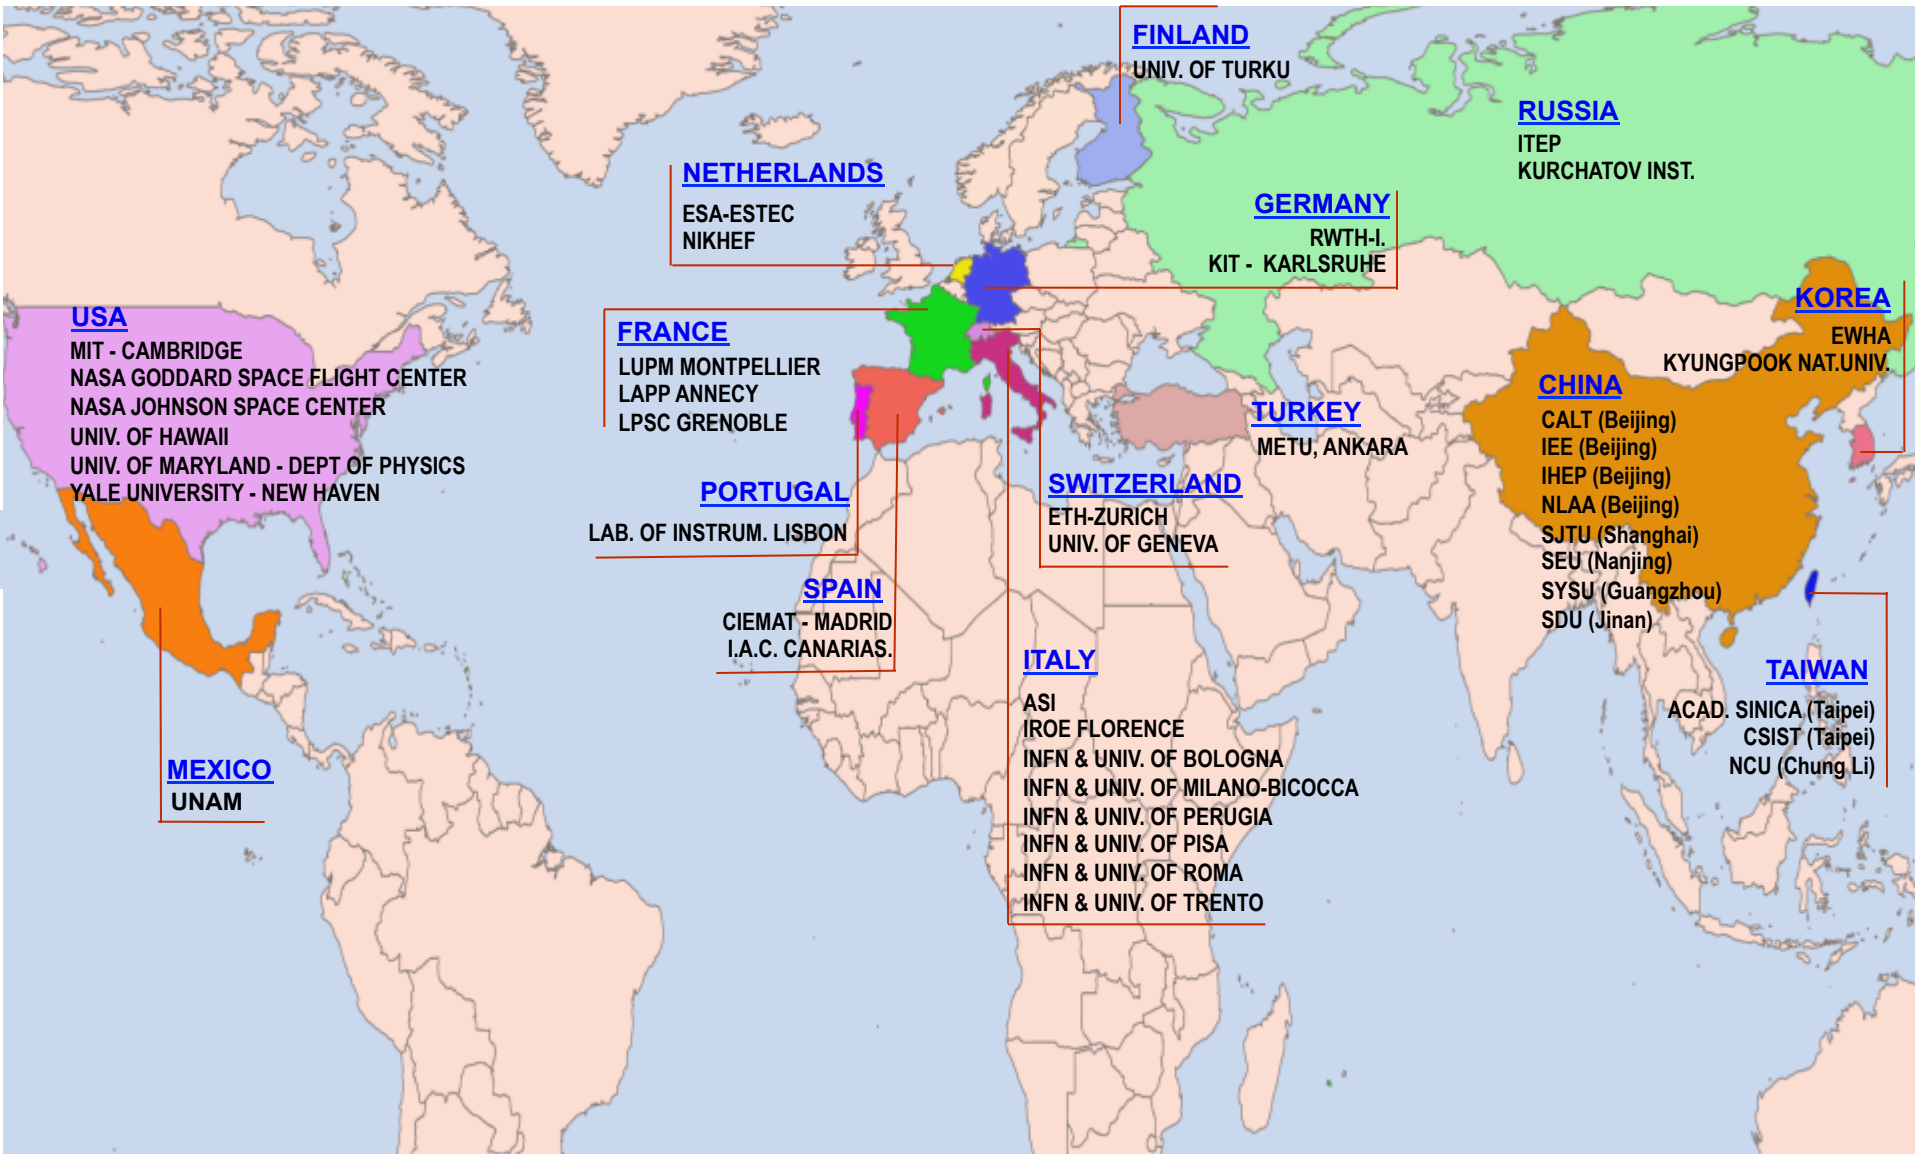 FINLAND
UNIV. OF TURKU
RUSSIA
ITEP
KURCHATOV INST.
NETHERLANDS
ESA-ESTEC
NIKHEF
GERMANY
RWTH-I.
KIT - KARLSRUHE
KOREA
EWHA
KYUNGPOOK NAT.UNIV.
USA
MIT - CAMBRIDGE
NASA GODDARD SPACE FLIGHT CENTER
NASA JOHNSON SPACE CENTER
UNIV. OF HAWAII
UNIV. OF MARYLAND - DEPT OF PHYSICS
YALE UNIVERSITY - NEW HAVEN
FRANCE
LUPM MONTPELLIER
LAPP ANNECY
LPSC GRENOBLE
TURKEY
METU, ANKARA
CHINA
CALT (Beijing)
IEE (Beijing)
IHEP (Beijing)
NLAA (Beijing)
SJTU (Shanghai)
SEU (Nanjing)
SYSU (Guangzhou)
SDU (Jinan)
PORTUGAL
LAB. OF INSTRUM. LISBON
SWITZERLAND
ETH-ZURICH
UNIV. OF GENEVA
SPAIN
CIEMAT - MADRID
I.A.C. CANARIAS.
ITALY
ASI
IROE FLORENCE
INFN & UNIV. OF BOLOGNA
INFN & UNIV. OF MILANO-BICOCCA
INFN & UNIV. OF PERUGIA
INFN & UNIV. OF PISA
INFN & UNIV. OF ROMA
INFN & UNIV. OF TRENTO
TAIWAN
ACAD. SINICA (Taipei)
CSIST (Taipei)
NCU (Chung Li)
MEXICO
UNAM